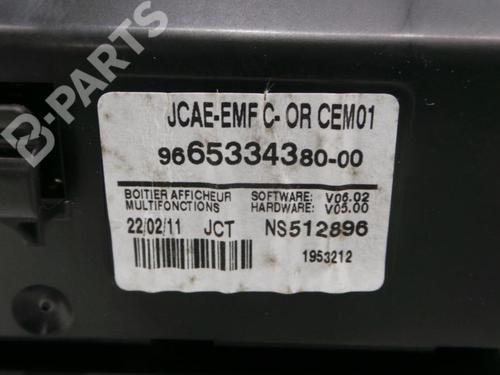 B-PARTS
JCAE-EMF C- OR CEM01
9665334380-00
BOITIER AFFICHEUR SOFTWARE: V06.02
MULTIFONCTIONS HARDWARE: V05.00
22/02/11 JCT NS512896
1953212